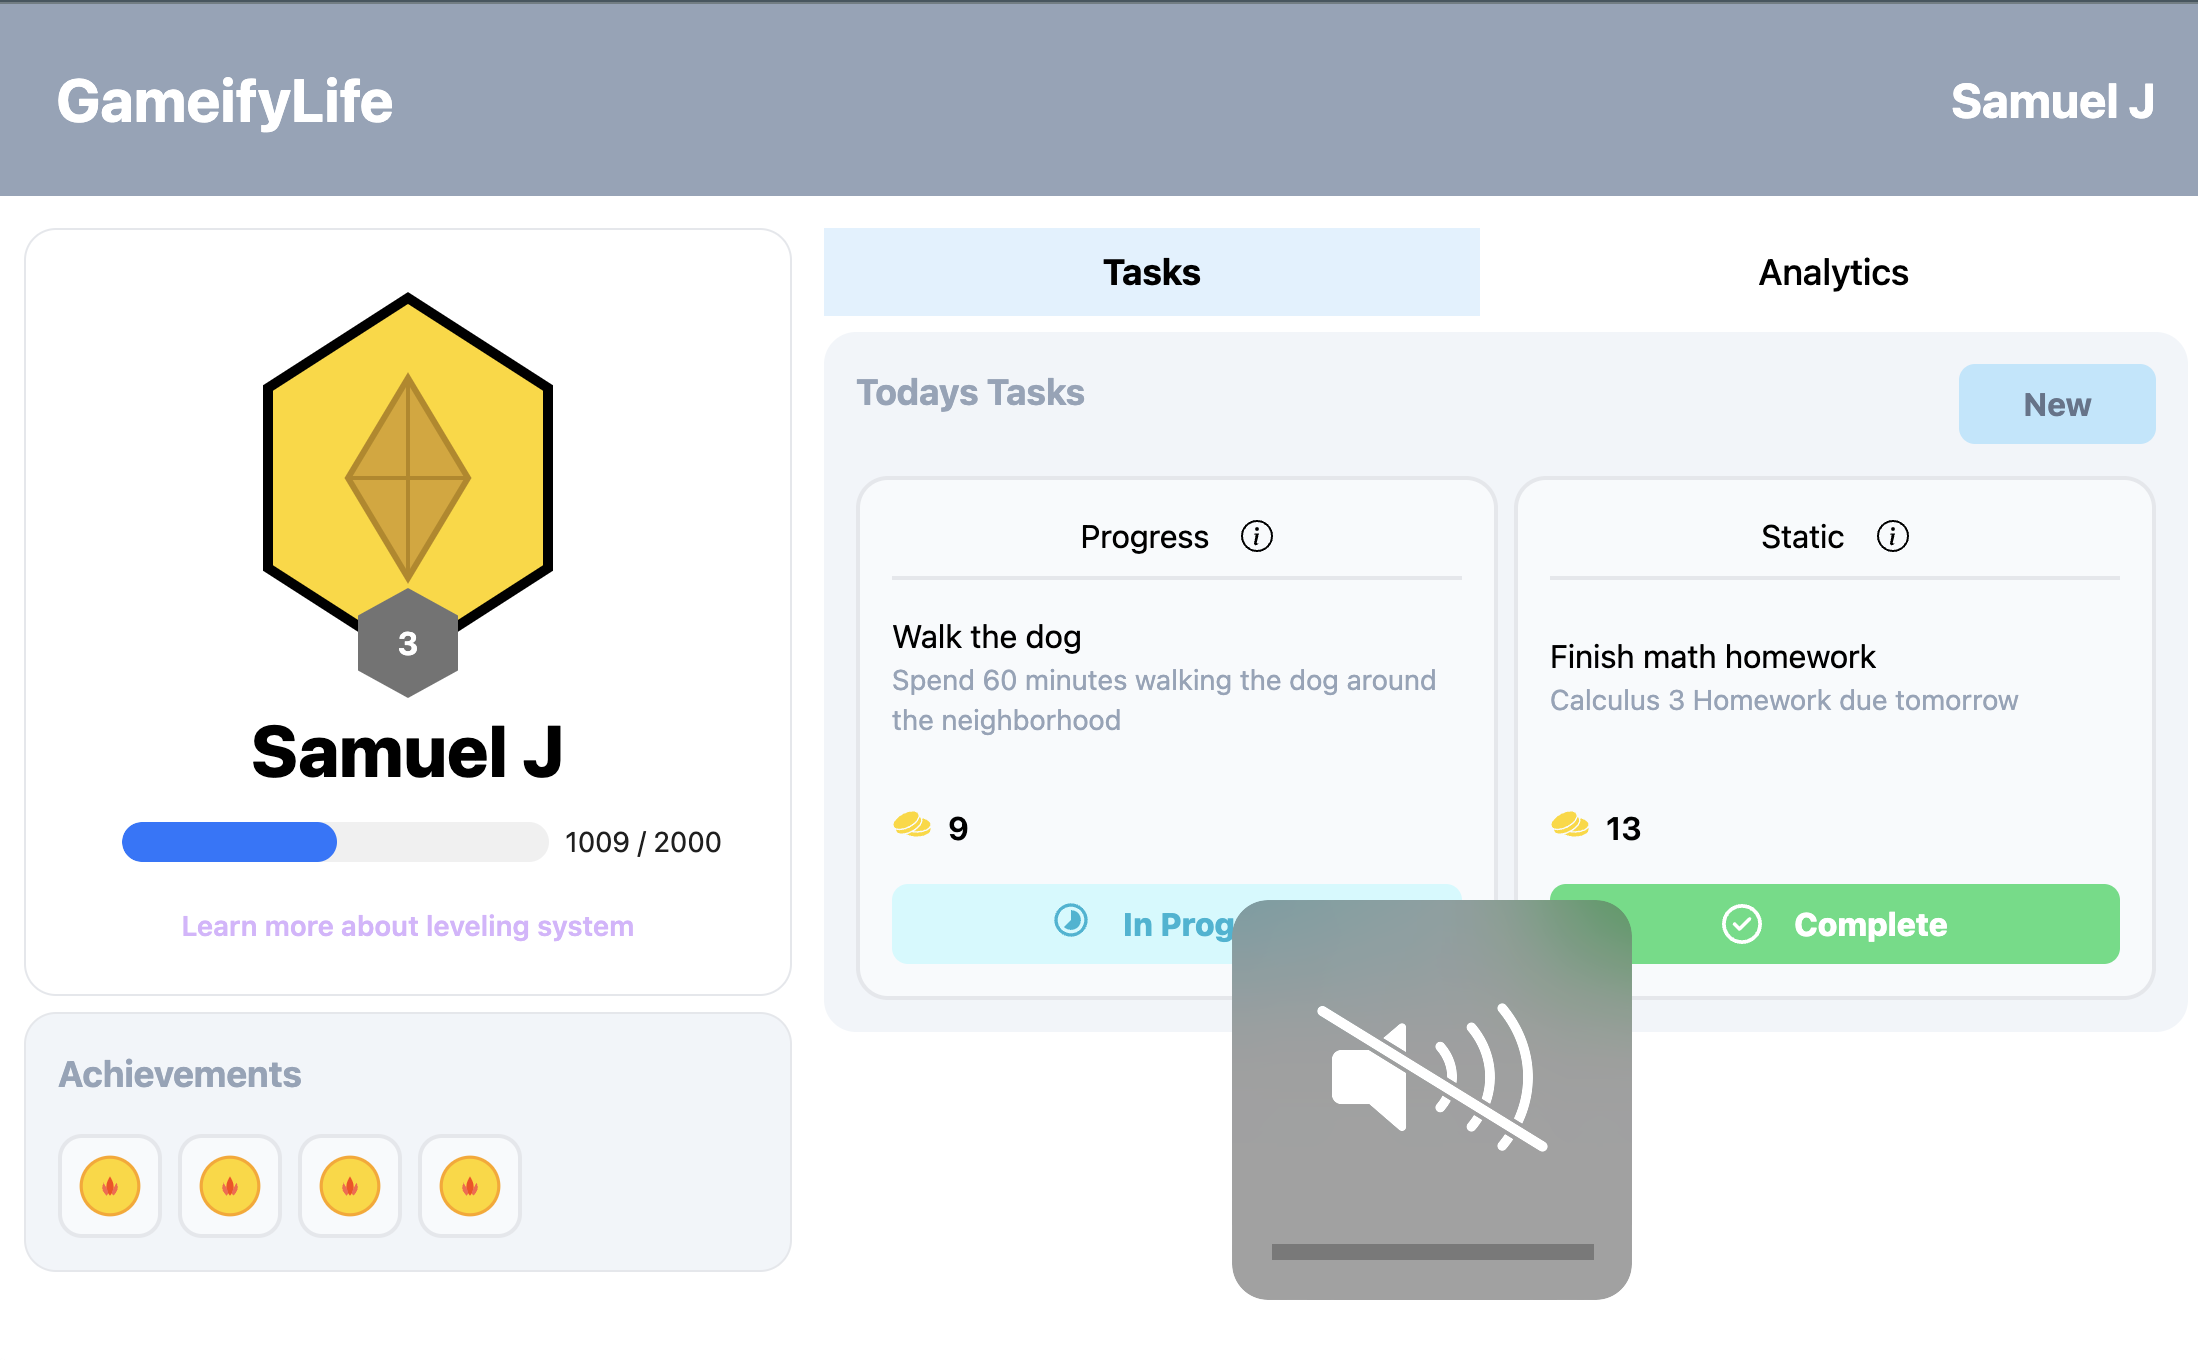 GameifyLife
Samuel J
3
Samuel J
1009 / 2000
Learn more about leveling system
Achievements
Tasks
Analytics
Todays Tasks
New
Progress
Walk the dog
Spend 60 minutes walking the dog around
the neighborhood
9
In Prog
Static
Finish math homework
Calculus 3 Homework due tomorrow
13
Complete